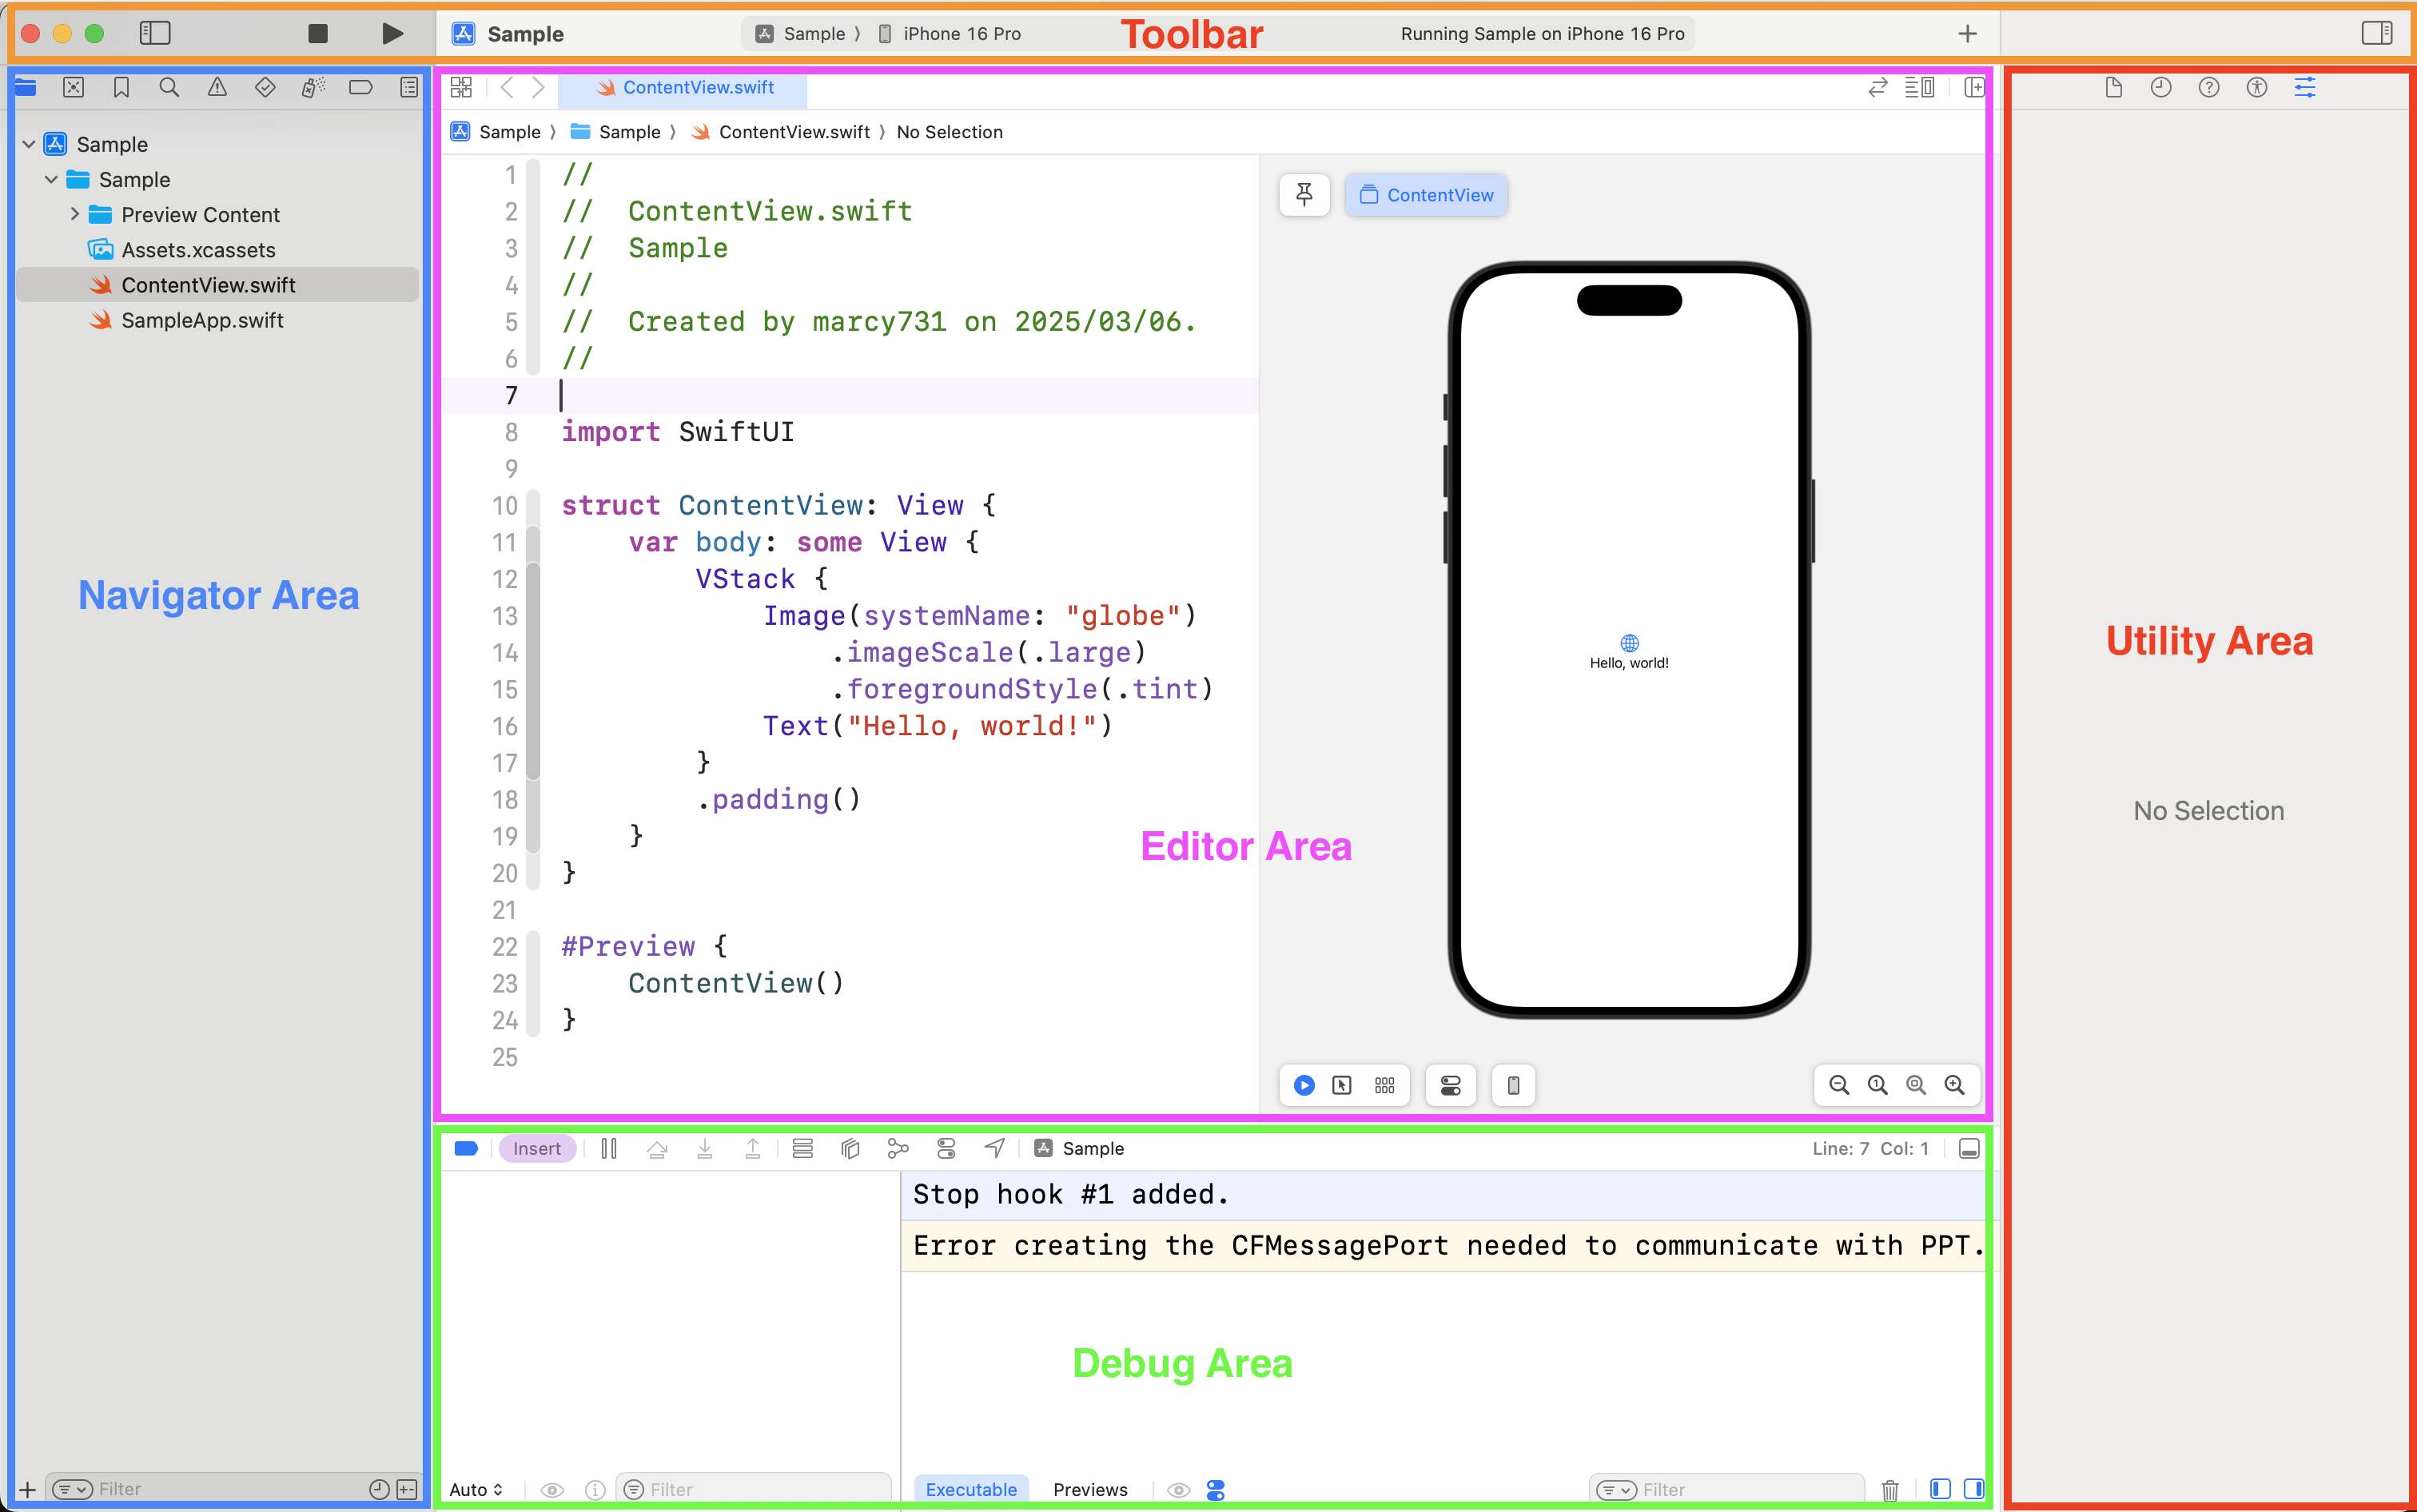 Sample
Sample 〉 iPhone 16 Pro
Toolbar
Running Sample on iPhone 16 Pro
Sample
Sample
Preview Content
Assets.xcassets
ContentView.swift
SampleApp.swift
Navigator Area
Filter
ContentView.swift
Sample 〉 Sample 〉 ContentView.swift 〉 No Selection
1 //
2 //  ContentView.swift
3 //  Sample
4 //
5 //  Created by marcy731 on 2025/03/06.
6 //
7
8 import SwiftUI
9
10 struct ContentView: View {
11     var body: some View {
12         VStack {
13             Image(systemName: "globe")
14                 .imageScale(.large)
15                 .foregroundStyle(.tint)
16             Text("Hello, world!")
17         }
18         .padding()
19     }
20 }
21
22 #Preview {
23     ContentView()
24 }
25
Editor Area
ContentView
Hello, world!
Insert
Sample
Line: 7 Col: 1
Stop hook #1 added.
Error creating the CFMessagePort needed to communicate with PPT.
Debug Area
Auto
Filter
Executable
Previews
Filter
Utility Area
No Selection